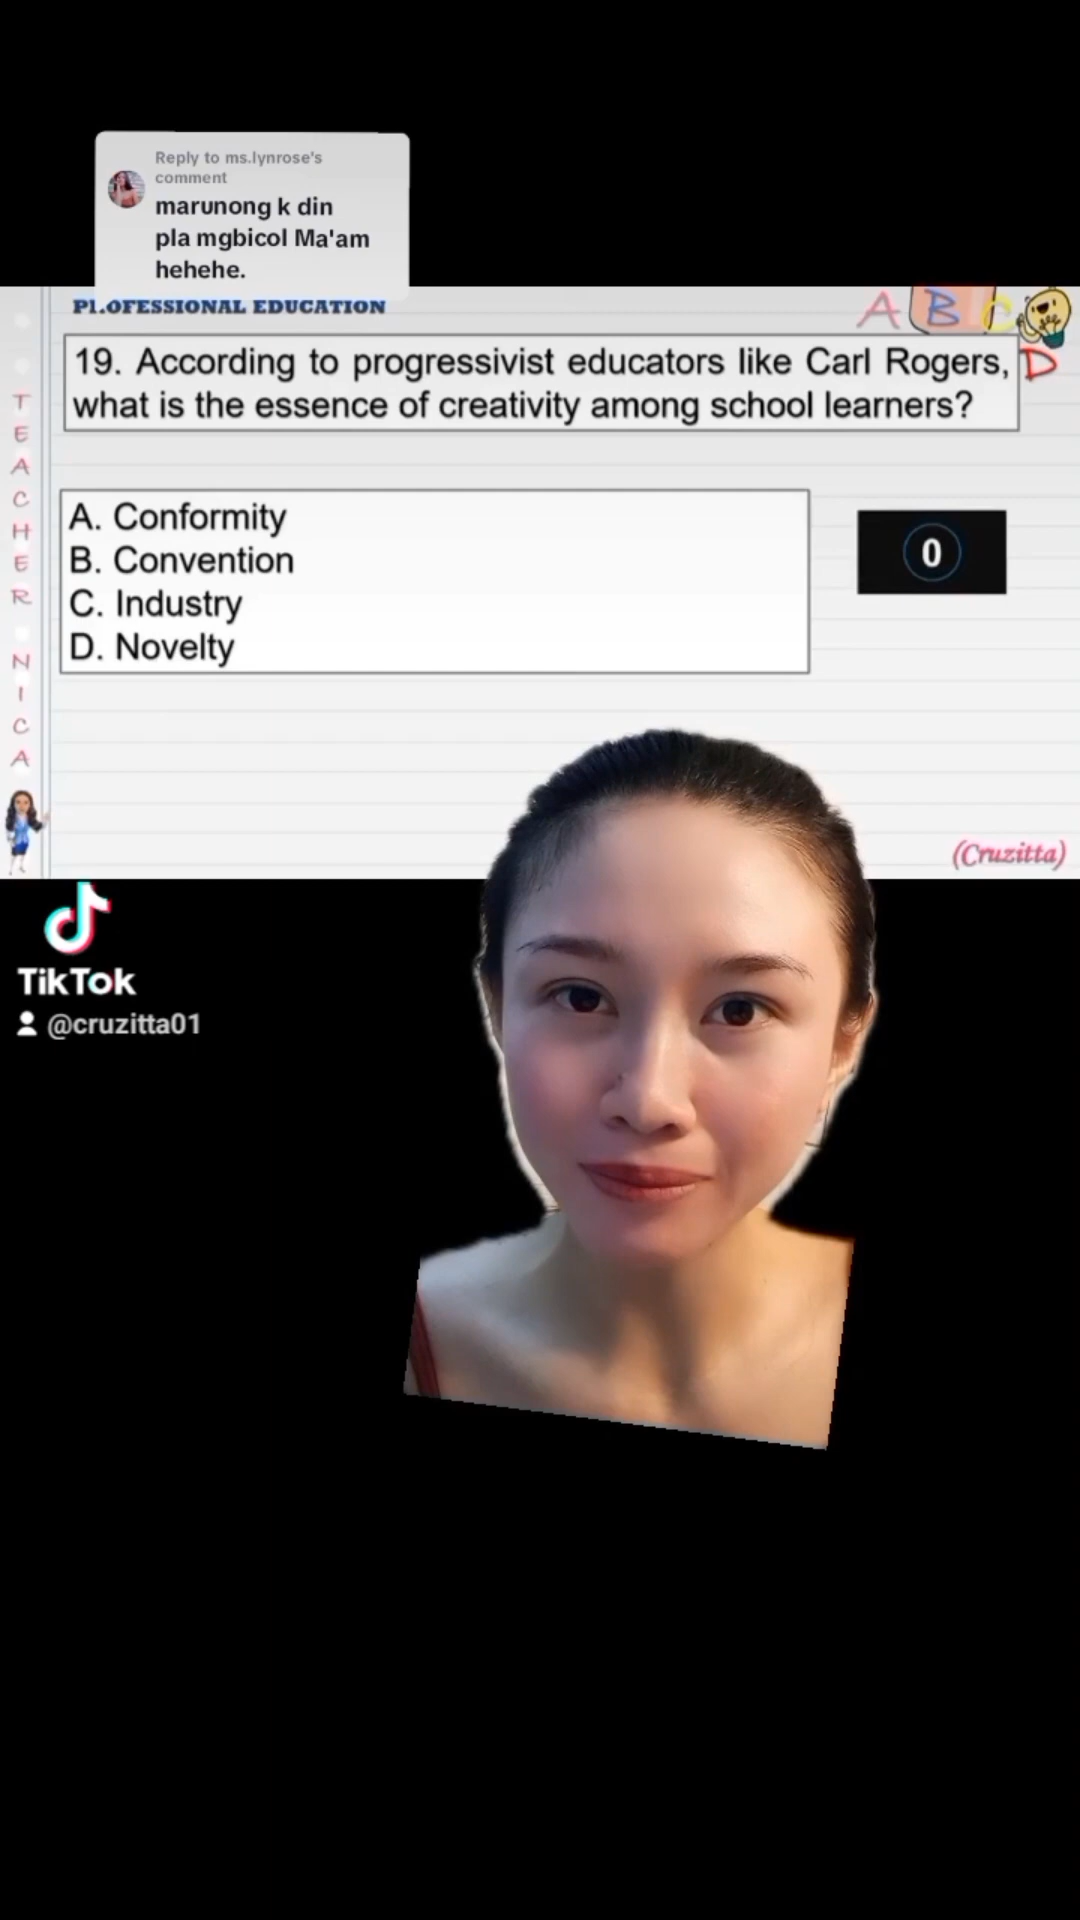 Reply to ms.lynrose's
comment
marunong k din
pla mgbicol Ma'am
hehehe.
PROFESSIONAL EDUCATION
A B C
D
19. According to progressivist educators like Carl Rogers,
what is the essence of creativity among school learners?
A. Conformity
B. Convention
C. Industry
D. Novelty
0
TEACHER NICA
(Cruzitta)
TikTok
@cruzitta01